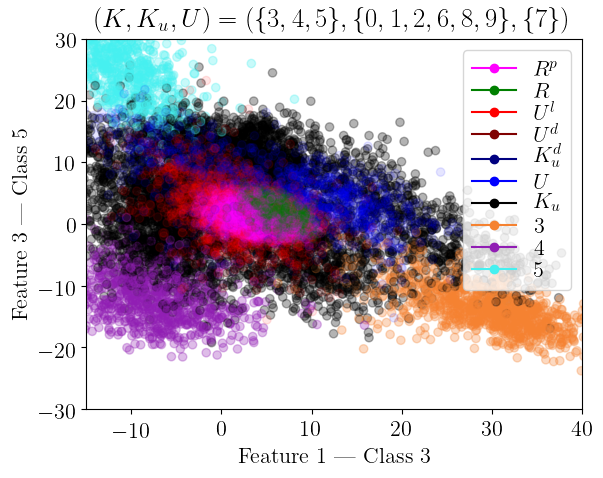 (K, K_u, U) = ({3, 4, 5}, {0, 1, 2, 6, 8, 9}, {7})
30
20
10
0
−10
−20
−30
Feature 3 — Class 5
R^p
R
U^l
U^d
K_u^d
U
K_u
3
4
5
−10 0 10 20 30 40
Feature 1 — Class 3